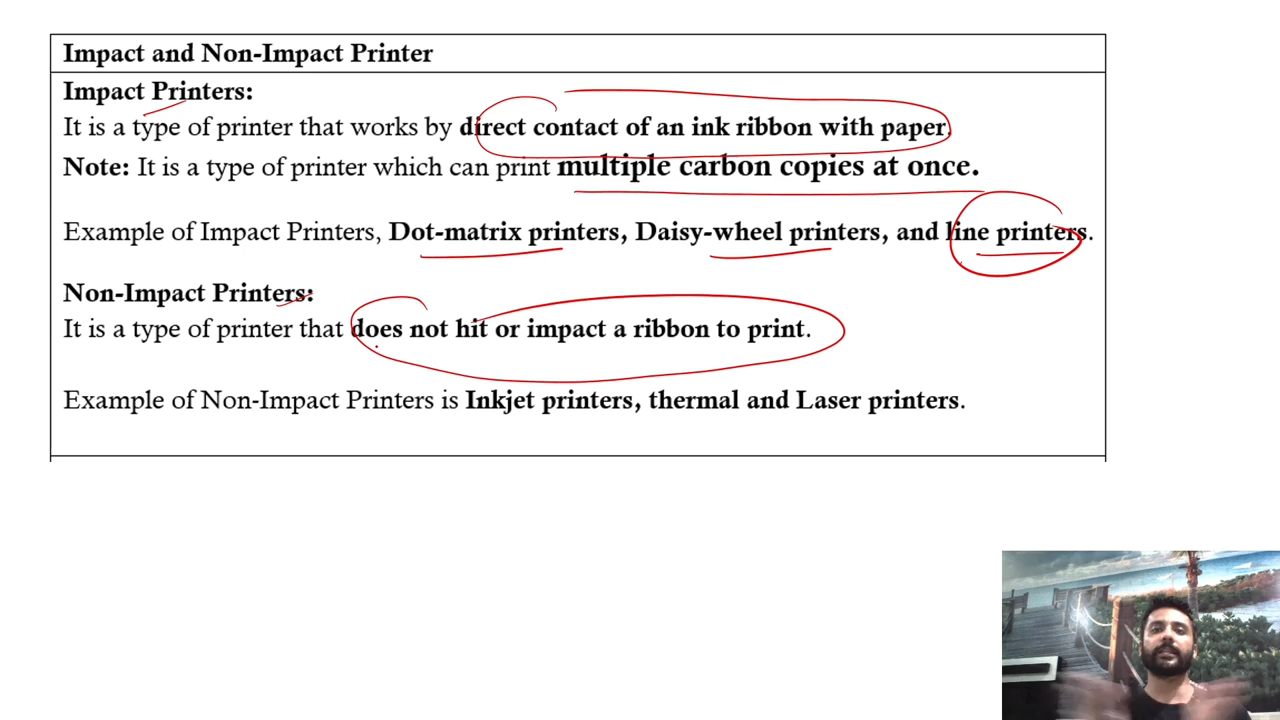 Impact and Non-Impact Printer
Impact Printers:
It is a type of printer that works by direct contact of an ink ribbon with paper.
Note: It is a type of printer which can print multiple carbon copies at once.
Example of Impact Printers, Dot-matrix printers, Daisy-wheel printers, and line printers.
Non-Impact Printers:
It is a type of printer that does not hit or impact a ribbon to print.
Example of Non-Impact Printers is Inkjet printers, thermal and Laser printers.